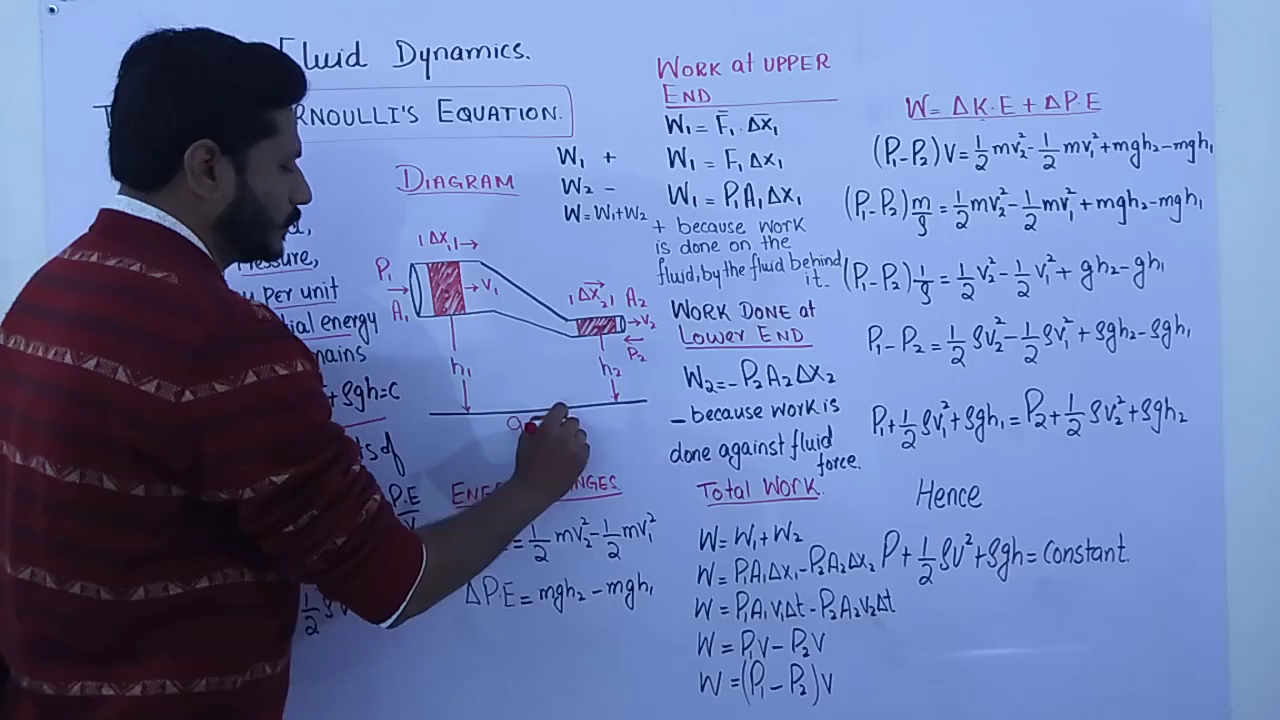 Fluid Dynamics.
RNOULLI'S EQUATION.
ressure,
per unit
ial energy
mains
+ρgh=c
ts of
P.E
V
1/2 ρv
DIAGRAM
|Δx₁|→
P₁
A₁
→V₁
|Δx₂| A₂
→V₂
P₂
h₁
h₂
W₁ +
W₂ -
W=W₁+W₂
ENE NGES
= 1/2 mv₂² - 1/2 mv₁²
ΔP.E = mgh₂ - mgh₁
WORK at UPPER
END
W₁ = F̄₁ . Δx̄₁
W₁ = F₁ Δx₁
W₁ = P₁A₁Δx₁
+ because work
is done on the
fluid, by the fluid behind
it.
WORK DONE at
Lower END
W₂=-P₂A₂Δx₂
- because work is
done against fluid
force.
Total Work.
W=W₁+W₂
W=P₁A₁Δx₁-P₂A₂Δx₂
W=P₁A₁V₁Δt-P₂A₂V₂Δt
W=P₁V-P₂V
W=(P₁-P₂)V
W=ΔK.E+ΔP.E
(P₁-P₂)V=1/2 mv₂²-1/2 mv₁²+mgh₂-mgh₁
(P₁-P₂)m/ρ=1/2 mv₂²-1/2 mv₁²+mgh₂-mgh₁
(P₁-P₂)1/ρ=1/2 v₂²-1/2 v₁²+gh₂-gh₁
P₁-P₂=1/2 ρv₂²-1/2 ρv₁²+ρgh₂-ρgh₁
P₁+1/2 ρv₁²+ρgh₁=P₂+1/2 ρv₂²+ρgh₂
Hence
P+1/2 ρv²+ρgh=Constant.